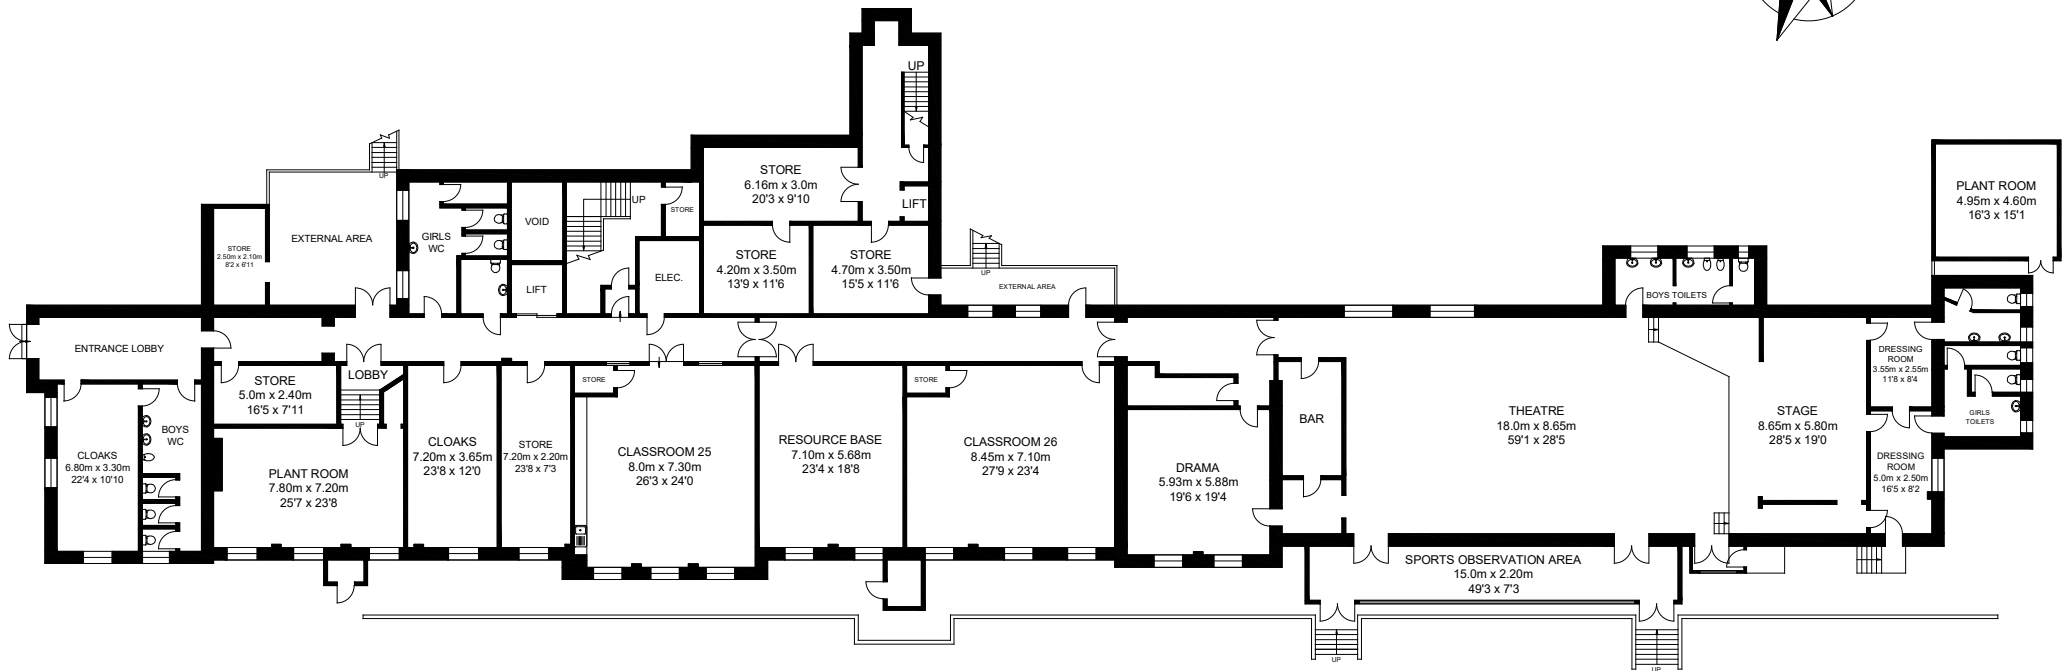 UP
STORE
6.16m x 3.0m
20'3 x 9'10
LIFT
UP
PLANT ROOM
4.95m x 4.60m
16'3 x 15'1
UP
STORE
VOID
GIRLS
WC
EXTERNAL AREA
STORE
2.50m x 2.10m
8'2 x 6'11
LIFT
ELEC.
STORE
4.20m x 3.50m
13'9 x 11'6
STORE
4.70m x 3.50m
15'5 x 11'6
UP
EXTERNAL AREA
BOYS TOILETS
ENTRANCE LOBBY
STORE
5.0m x 2.40m
16'5 x 7'11
LOBBY
UP
STORE
STORE
DRESSING
ROOM
3.55m x 2.55m
11'8 x 8'4
GIRLS
TOILETS
CLOAKS
6.80m x 3.30m
22'4 x 10'10
BOYS
WC
PLANT ROOM
7.80m x 7.20m
25'7 x 23'8
CLOAKS
7.20m x 3.65m
23'8 x 12'0
STORE
7.20m x 2.20m
23'8 x 7'3
CLASSROOM 25
8.0m x 7.30m
26'3 x 24'0
RESOURCE BASE
7.10m x 5.68m
23'4 x 18'8
CLASSROOM 26
8.45m x 7.10m
27'9 x 23'4
DRAMA
5.93m x 5.88m
19'6 x 19'4
BAR
THEATRE
18.0m x 8.65m
59'1 x 28'5
STAGE
8.65m x 5.80m
28'5 x 19'0
DRESSING
ROOM
5.0m x 2.50m
16'5 x 8'2
SPORTS OBSERVATION AREA
15.0m x 2.20m
49'3 x 7'3
UP
UP
UP